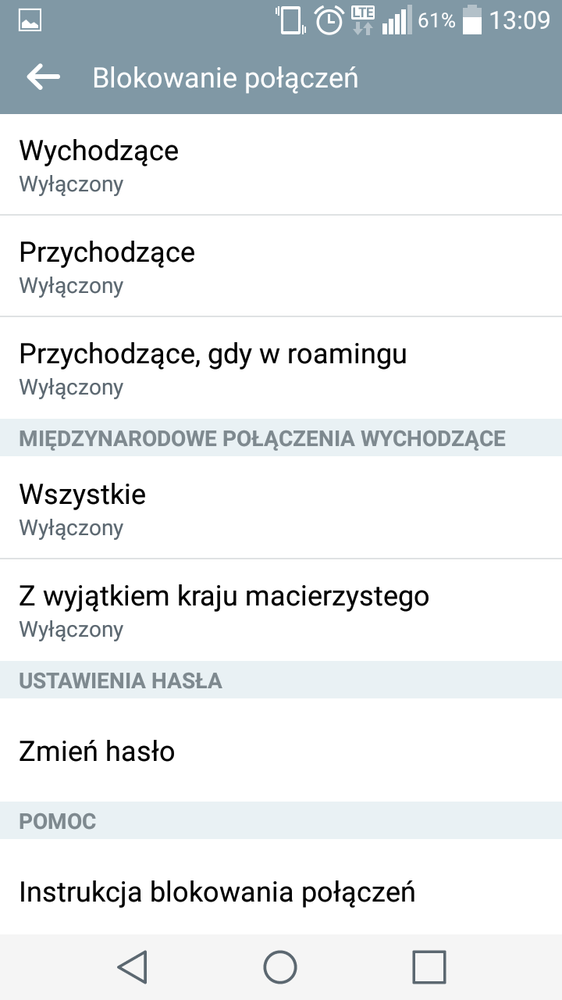 LTE 61% 13:09
Blokowanie połączeń
Wychodzące
Wyłączony
Przychodzące
Wyłączony
Przychodzące, gdy w roamingu
Wyłączony
MIĘDZYNARODOWE POŁĄCZENIA WYCHODZĄCE
Wszystkie
Wyłączony
Z wyjątkiem kraju macierzystego
Wyłączony
USTAWIENIA HASŁA
Zmień hasło
POMOC
Instrukcja blokowania połączeń